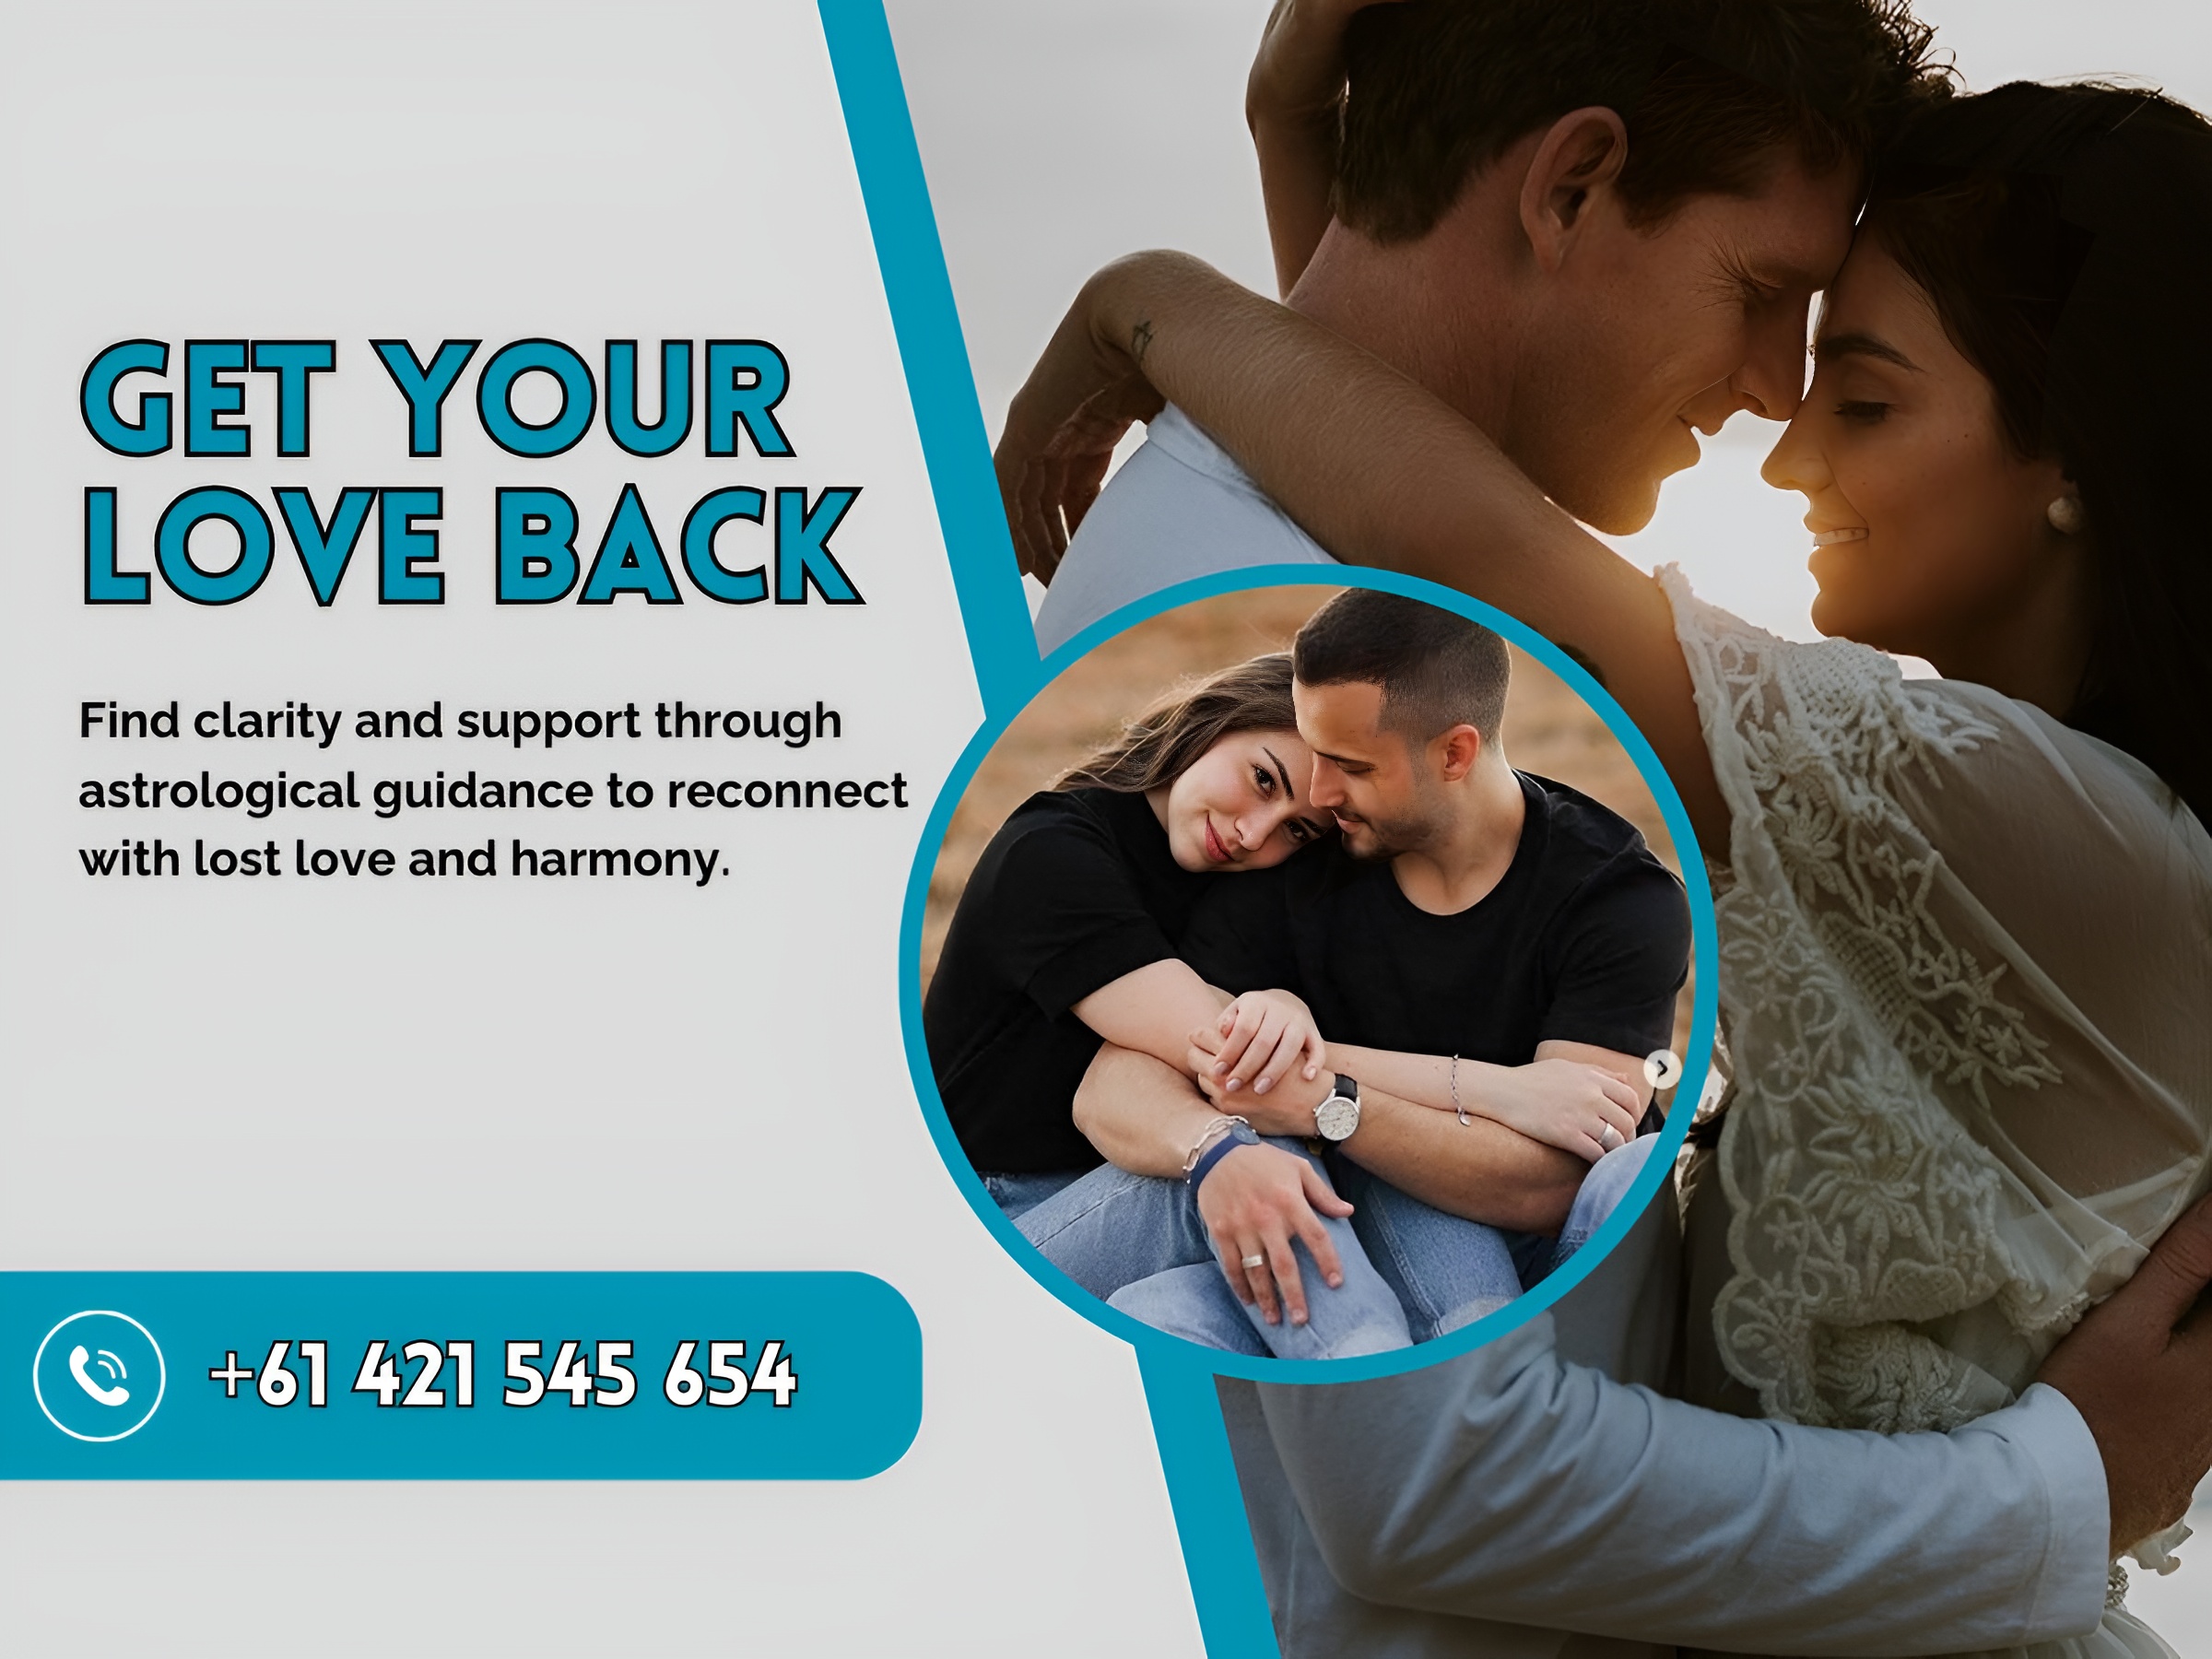 GET YOUR
LOVE BACK
Find clarity and support through
astrological guidance to reconnect
with lost love and harmony.
+61 421 545 654